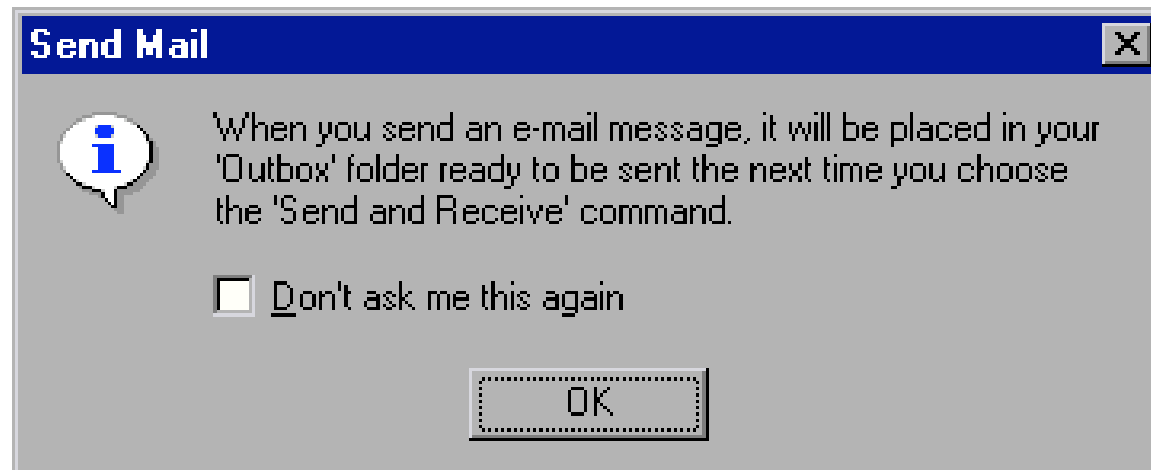 Send Mail
When you send an e-mail message, it will be placed in your
'Outbox' folder ready to be sent the next time you choose
the 'Send and Receive' command.
Don't ask me this again
OK